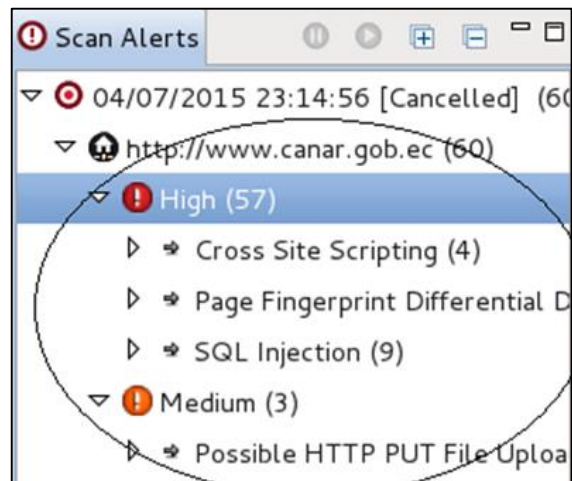 Scan Alerts
04/07/2015 23:14:56 [Cancelled] (60
http://www.canar.gob.ec (60)
High (57)
Cross Site Scripting (4)
Page Fingerprint Differential D
SQL Injection (9)
Medium (3)
Possible HTTP PUT File Uploa